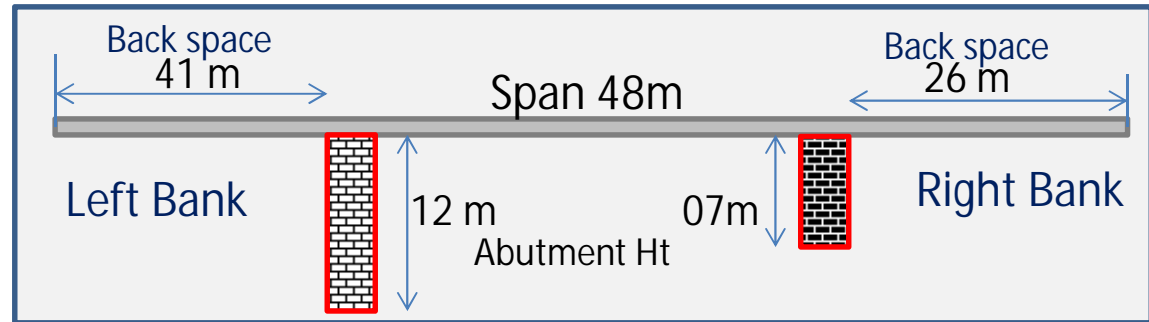 Back space
41 m
Span 48m
Back space
26 m
Left Bank
12 m
Abutment Ht
07m
Right Bank